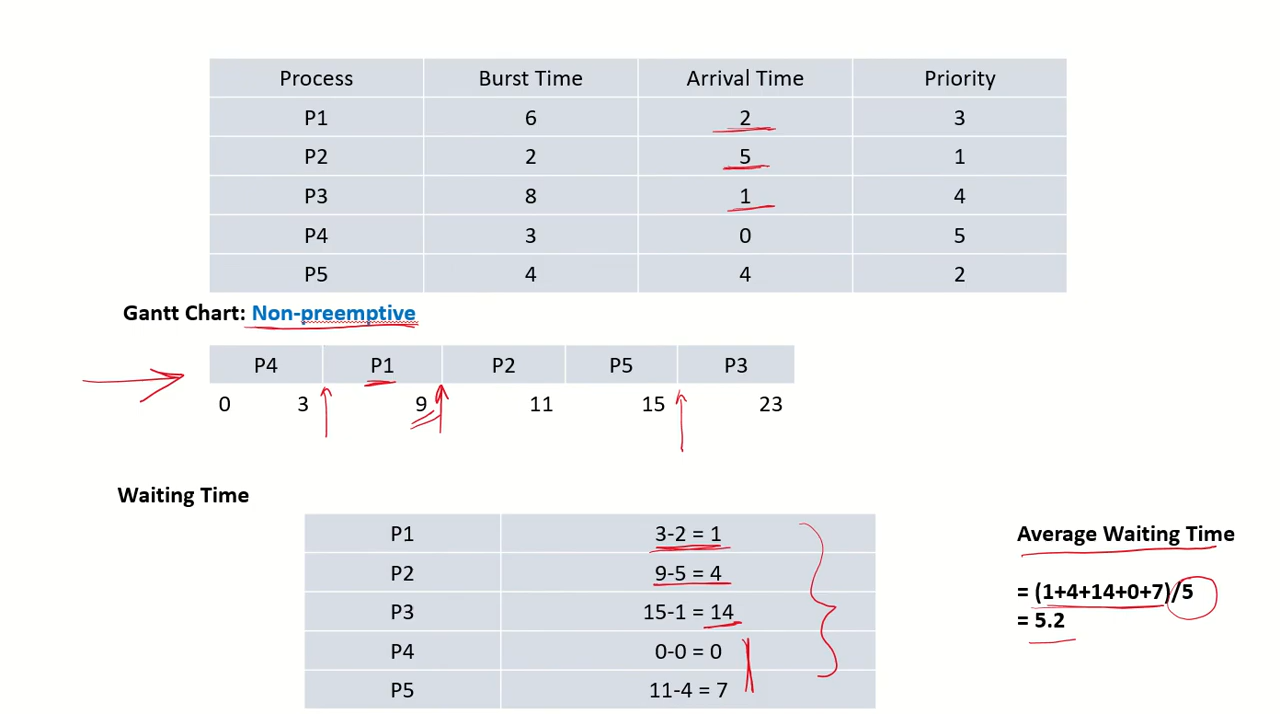 Process Burst Time Arrival Time Priority
P1 6 2 3
P2 2 5 1
P3 8 1 4
P4 3 0 5
P5 4 4 2
Gantt Chart: Non-preemptive
P4 P1 P2 P5 P3
0 3 9 11 15 23
Waiting Time
P1 3-2 = 1
P2 9-5 = 4
P3 15-1 = 14
P4 0-0 = 0
P5 11-4 = 7
Average Waiting Time
= (1+4+14+0+7)/5
= 5.2